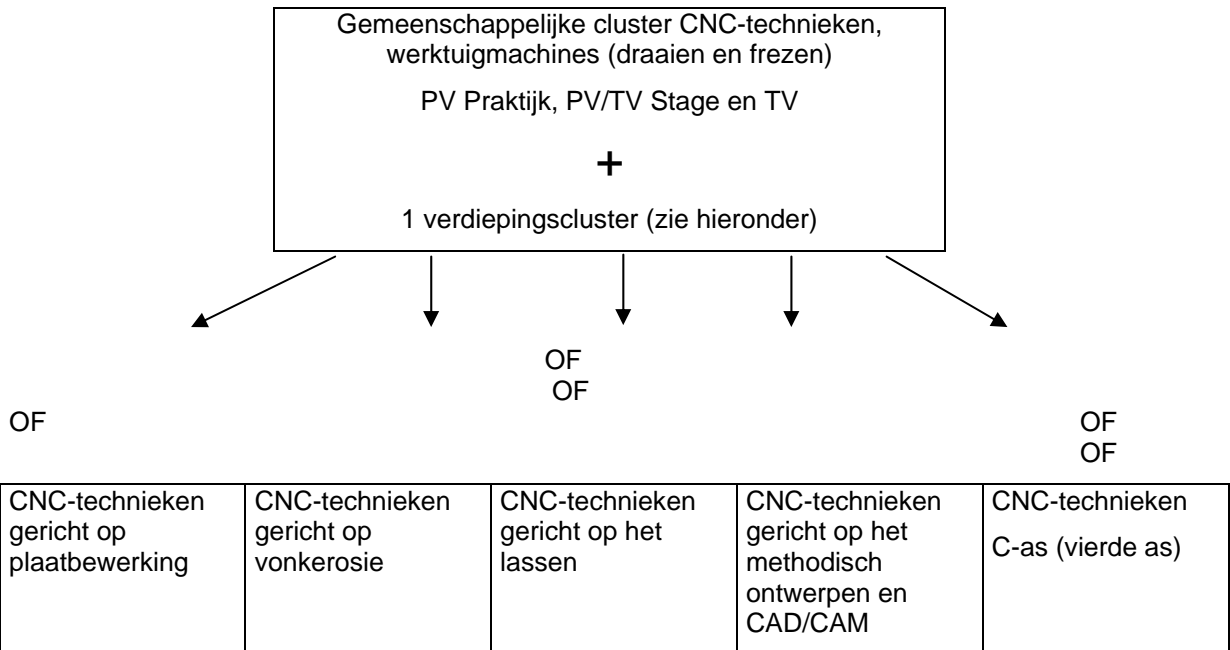 Gemeenschappelijke cluster CNC-technieken,
werktuigmachines (draaien en frezen)
PV Praktijk, PV/TV Stage en TV
+
1 verdiepingscluster (zie hieronder)
OF
OF
OF
OF
OF
CNC-technieken
gericht op
plaatbewerking
CNC-technieken
gericht op
vonkerosie
CNC-technieken
gericht op het
lassen
CNC-technieken
gericht op het
methodisch
ontwerpen en
CAD/CAM
CNC-technieken
C-as (vierde as)